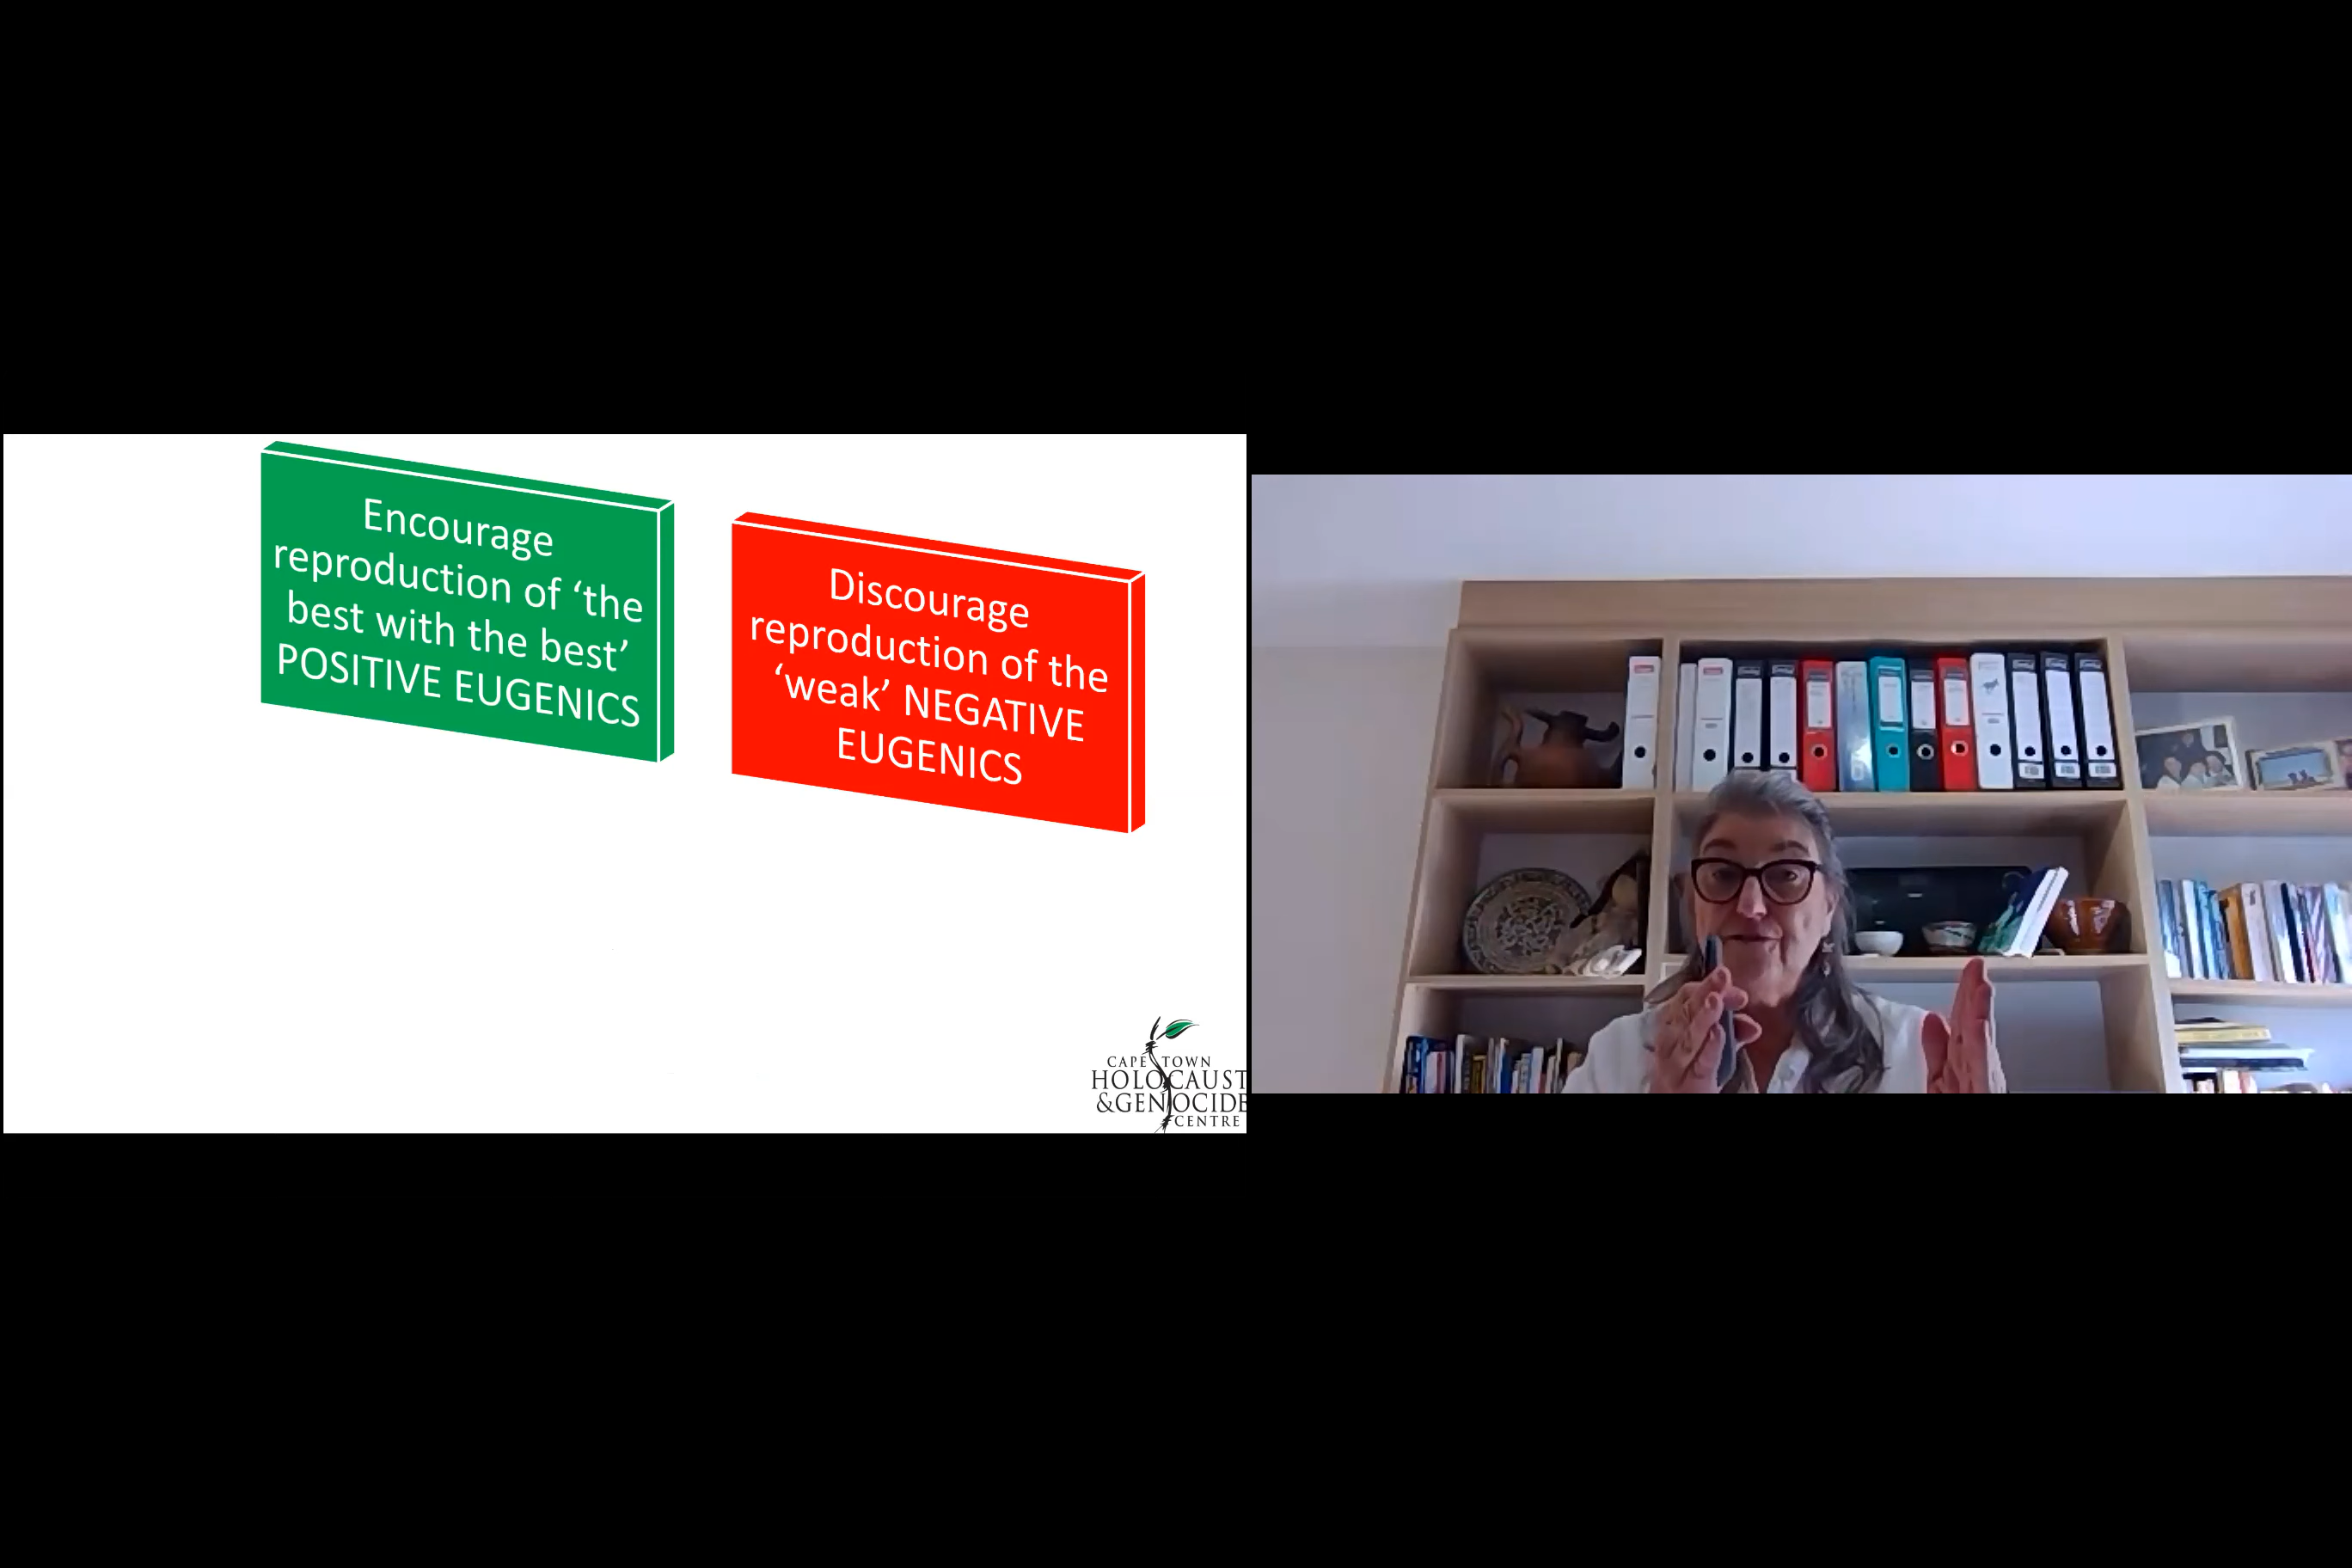 Encourage
reproduction of ‘the
best with the best’
POSITIVE EUGENICS
Discourage
reproduction of the
‘weak’ NEGATIVE
EUGENICS
CAPE TOWN
HOLOCAUST
&GENOCIDE
CENTRE